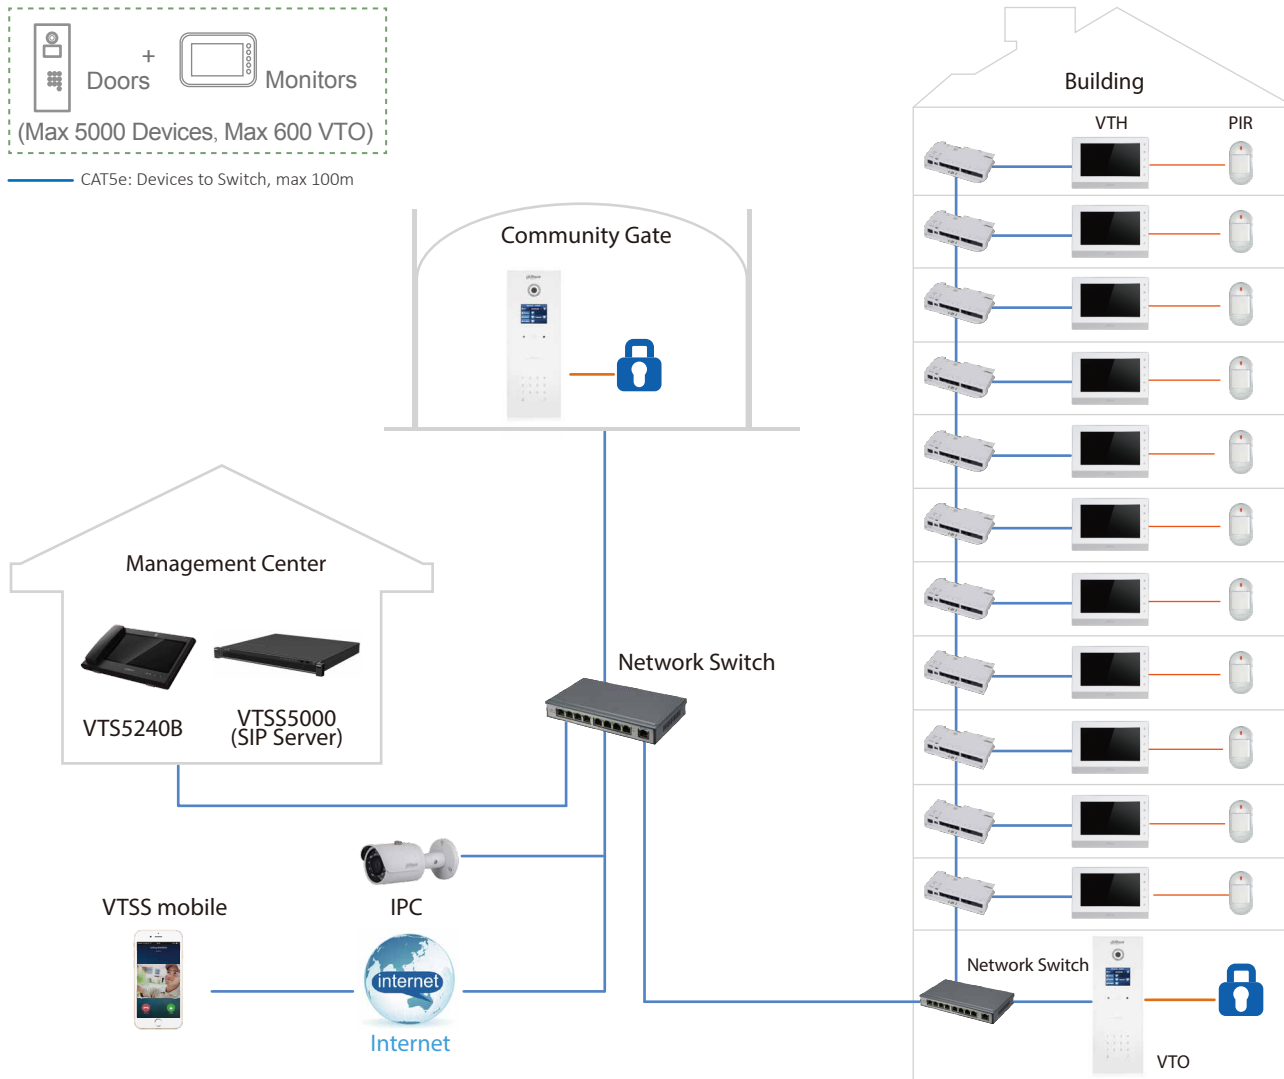 Doors
+
Monitors
(Max 5000 Devices, Max 600 VTO)
CAT5e: Devices to Switch, max 100m
Building
VTH
PIR
Community Gate
Management Center
VTS5240B
VTSS5000
(SIP Server)
Network Switch
VTSS mobile
IPC
internet
Internet
Network Switch
VTO